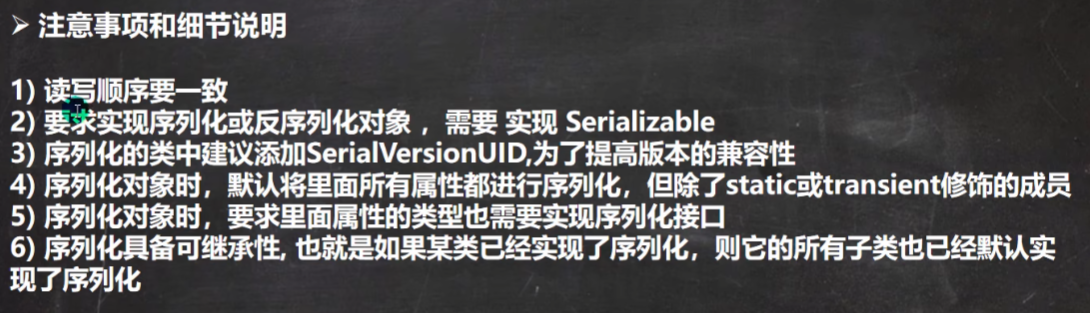 ➢ 注意事项和细节说明
1) 读写顺序要一致
2) 要求实现序列化或反序列化对象 ，需要 实现 Serializable
3) 序列化的类中建议添加SerialVersionUID,为了提高版本的兼容性
4) 序列化对象时，默认将里面所有属性都进行序列化，但除了static或transient修饰的成员
5) 序列化对象时，要求里面属性的类型也需要实现序列化接口
6) 序列化具备可继承性, 也就是如果某类已经实现了序列化，则它的所有子类也已经默认实
现了序列化